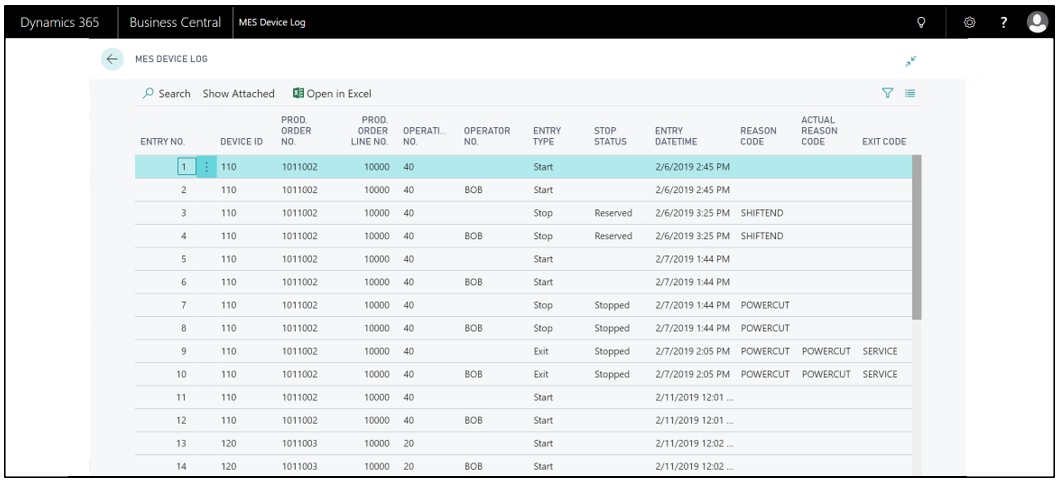 Dynamics 365 Business Central MES Device Log ?
MES DEVICE LOG
Search Show Attached Open in Excel
ENTRY NO. DEVICE ID PROD. ORDER NO. PROD. ORDER LINE NO. OPERATI... NO. OPERATOR NO. ENTRY TYPE STOP STATUS ENTRY DATETIME REASON CODE ACTUAL REASON CODE EXIT CODE
1 110 1011002 10000 40 Start 2/6/2019 2:45 PM
2 110 1011002 10000 40 BOB Start 2/6/2019 2:45 PM
3 110 1011002 10000 40 Stop Reserved 2/6/2019 3:25 PM SHIFTEND
4 110 1011002 10000 40 BOB Stop Reserved 2/6/2019 3:25 PM SHIFTEND
5 110 1011002 10000 40 Start 2/7/2019 1:44 PM
6 110 1011002 10000 40 BOB Start 2/7/2019 1:44 PM
7 110 1011002 10000 40 Stop Stopped 2/7/2019 1:44 PM POWERCUT
8 110 1011002 10000 40 BOB Stop Stopped 2/7/2019 1:44 PM POWERCUT
9 110 1011002 10000 40 Exit Stopped 2/7/2019 2:05 PM POWERCUT POWERCUT SERVICE
10 110 1011002 10000 40 BOB Exit Stopped 2/7/2019 2:05 PM POWERCUT POWERCUT SERVICE
11 110 1011002 10000 40 Start 2/11/2019 12:01 ...
12 110 1011002 10000 40 BOB Start 2/11/2019 12:01 ...
13 120 1011003 10000 20 Start 2/11/2019 12:02 ...
14 120 1011003 10000 20 BOB Start 2/11/2019 12:02 ...